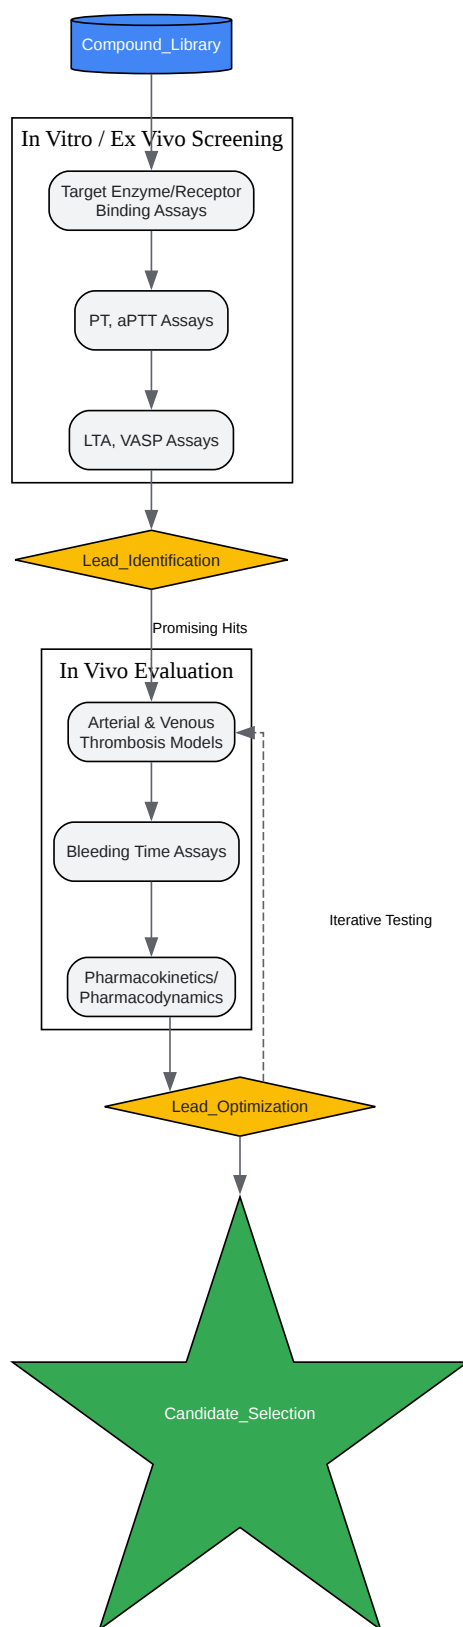 Compound_Library
In Vitro / Ex Vivo Screening
Target Enzyme/Receptor
Binding Assays
PT, aPTT Assays
LTA, VASP Assays
Lead_Identification
Promising Hits
In Vivo Evaluation
Arterial & Venous
Thrombosis Models
Bleeding Time Assays
Iterative Testing
Pharmacokinetics/
Pharmacodynamics
Lead_Optimization
Candidate_Selection